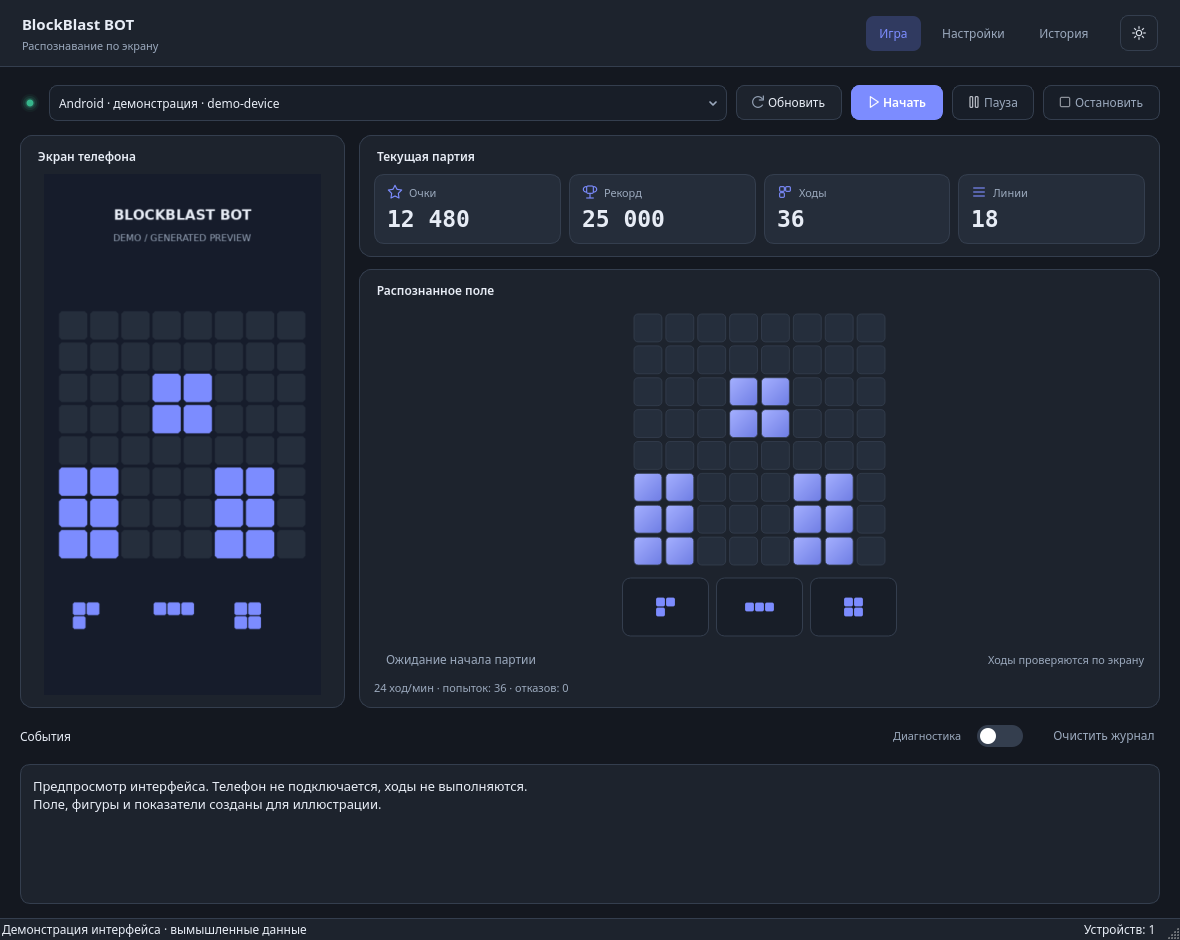 BlockBlast BOT
Распознавание по экрану
Игра
Настройки
История
Android · демонстрация · demo-device
Обновить
Начать
Пауза
Остановить
Экран телефона
BLOCKBLAST BOT
DEMO / GENERATED PREVIEW
Текущая партия
Очки
12 480
Рекорд
25 000
Ходы
36
Линии
18
Распознанное поле
Ожидание начала партии
Ходы проверяются по экрану
24 ход/мин · попыток: 36 · отказов: 0
События
Диагностика
Очистить журнал
Предпросмотр интерфейса. Телефон не подключается, ходы не выполняются.
Поле, фигуры и показатели созданы для иллюстрации.
Демонстрация интерфейса · вымышленные данные
Устройств: 1